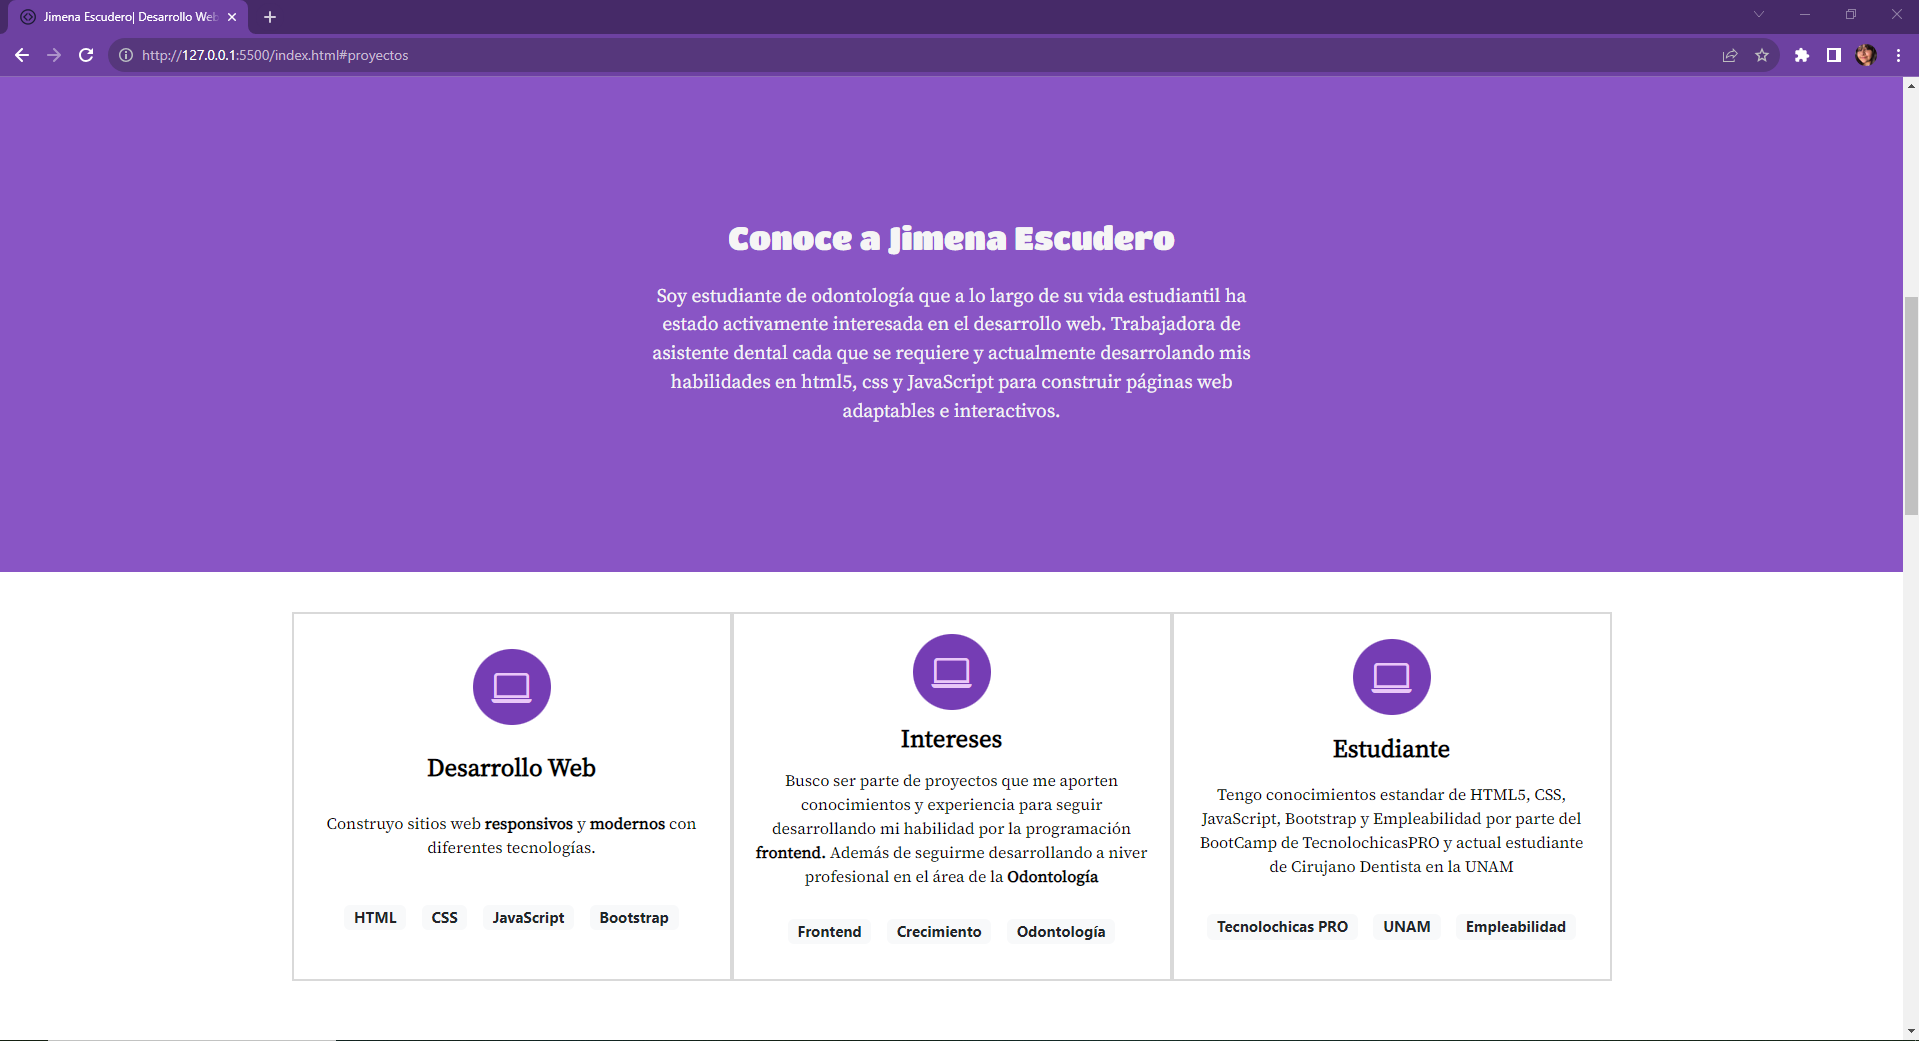 Jimena Escudero| Desarrollo Web
http://127.0.0.1:5500/index.html#proyectos
Conoce a Jimena Escudero
Soy estudiante de odontología que a lo largo de su vida estudiantil ha
estado activamente interesada en el desarrollo web. Trabajadora de
asistente dental cada que se requiere y actualmente desarrolando mis
habilidades en html5, css y JavaScript para construir páginas web
adaptables e interactivos.
Desarrollo Web
Construyo sitios web responsivos y modernos con
diferentes tecnologías.
HTML CSS JavaScript Bootstrap
Intereses
Busco ser parte de proyectos que me aporten
conocimientos y experiencia para seguir
desarrollando mi habilidad por la programación
frontend. Además de seguirme desarrollando a niver
profesional en el área de la Odontología
Frontend Crecimiento Odontología
Estudiante
Tengo conocimientos estandar de HTML5, CSS,
JavaScript, Bootstrap y Empleabilidad por parte del
BootCamp de TecnolochicasPRO y actual estudiante
de Cirujano Dentista en la UNAM
Tecnolochicas PRO UNAM Empleabilidad